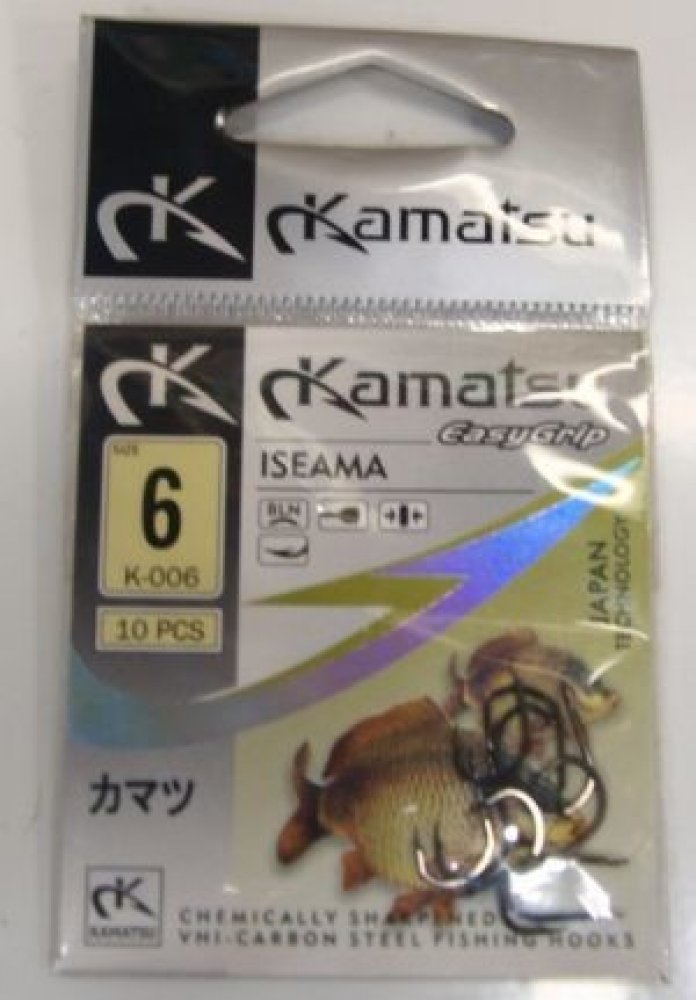 Kamatsu
Kamatsu
EasyGrip
ISEAMA
SIZE
6
K-006
10 PCS
BLN
JAPAN
TECHNOLOGY
カマツ
KAMATSU
CHEMICALLY SHARPENED
VHI-CARBON STEEL FISHING HOOKS